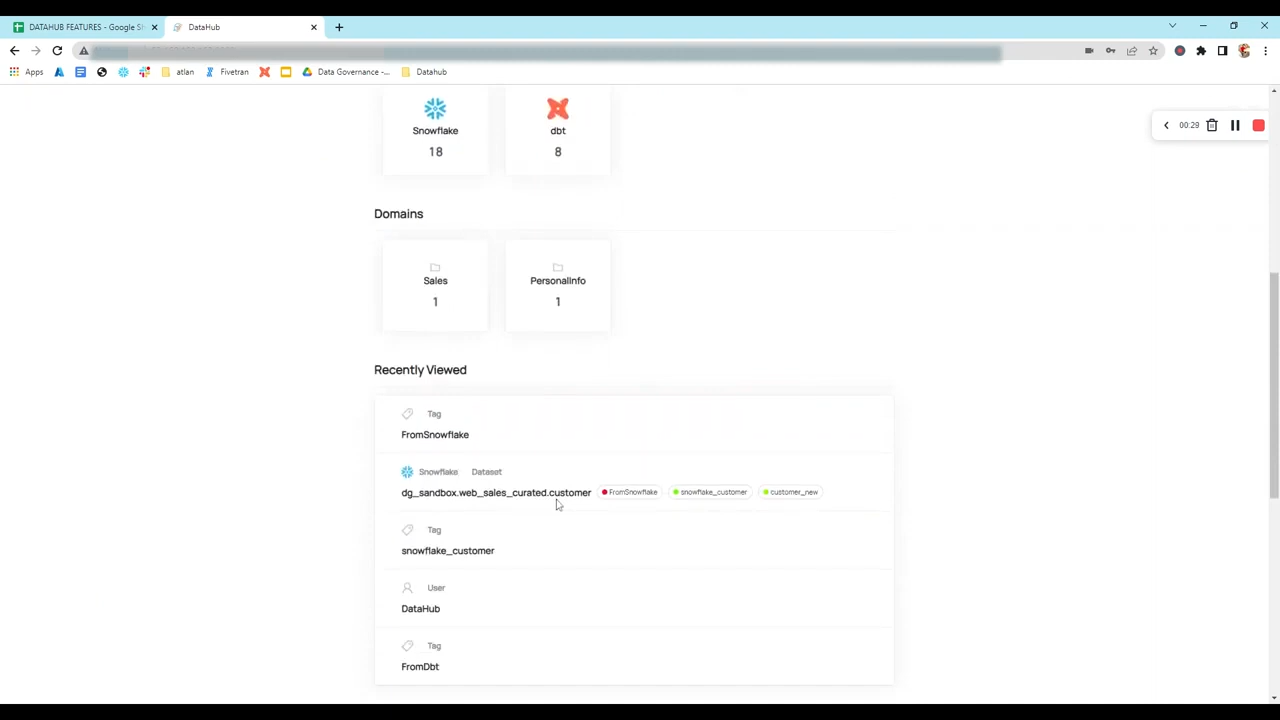 DATAHUB FEATURES - Google Sh
DataHub
Apps
atlan
Fivetran
Data Governance -...
Datahub
00:29
Snowflake
18
dbt
8
Domains
Sales
1
PersonalInfo
1
Recently Viewed
Tag
FromSnowflake
Snowflake Dataset
dg_sandbox.web_sales_curated.customer FromSnowflake snowflake_customer customer_new
Tag
snowflake_customer
User
DataHub
Tag
FromDbt